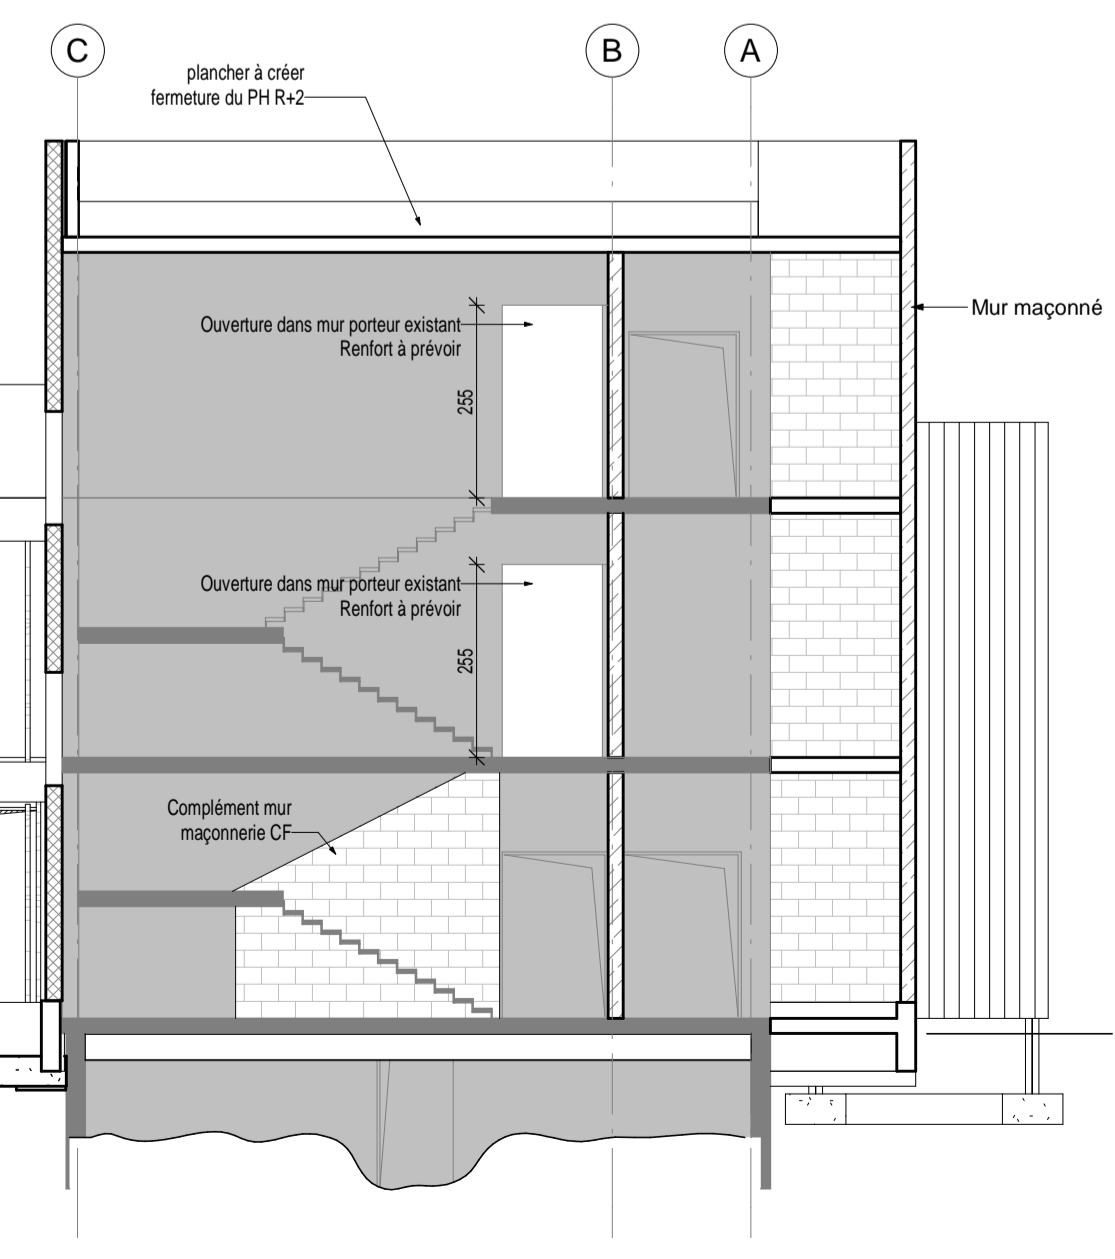 C
B
A
plancher à créer
fermeture du PH R+2
Ouverture dans mur porteur existant
Renfort à prévoir
Mur maçonné
255
Ouverture dans mur porteur existant
Renfort à prévoir
255
Complément mur
maçonnerie CF